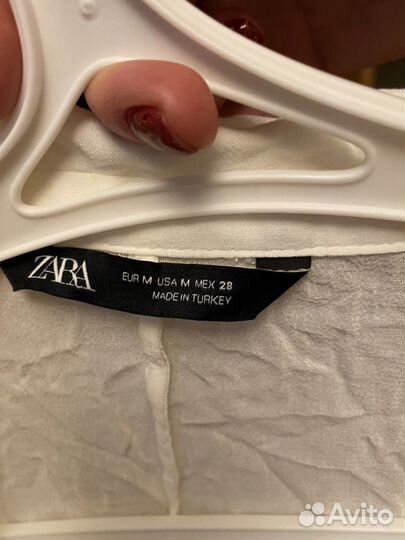 ZARA
EUR M USA M MEX 28
MADE IN TURKEY
Avito